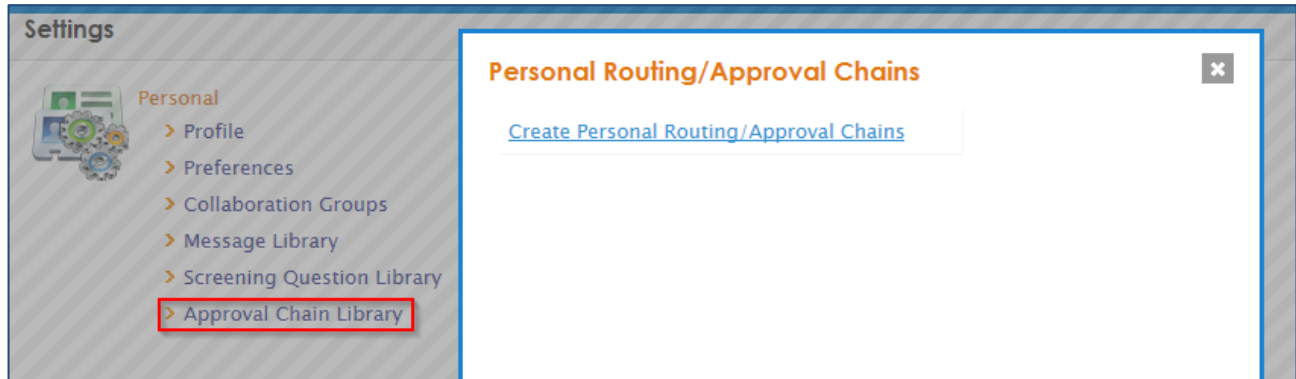 Settings
Personal
> Profile
> Preferences
> Collaboration Groups
> Message Library
> Screening Question Library
> Approval Chain Library
Personal Routing/Approval Chains
Create Personal Routing/Approval Chains